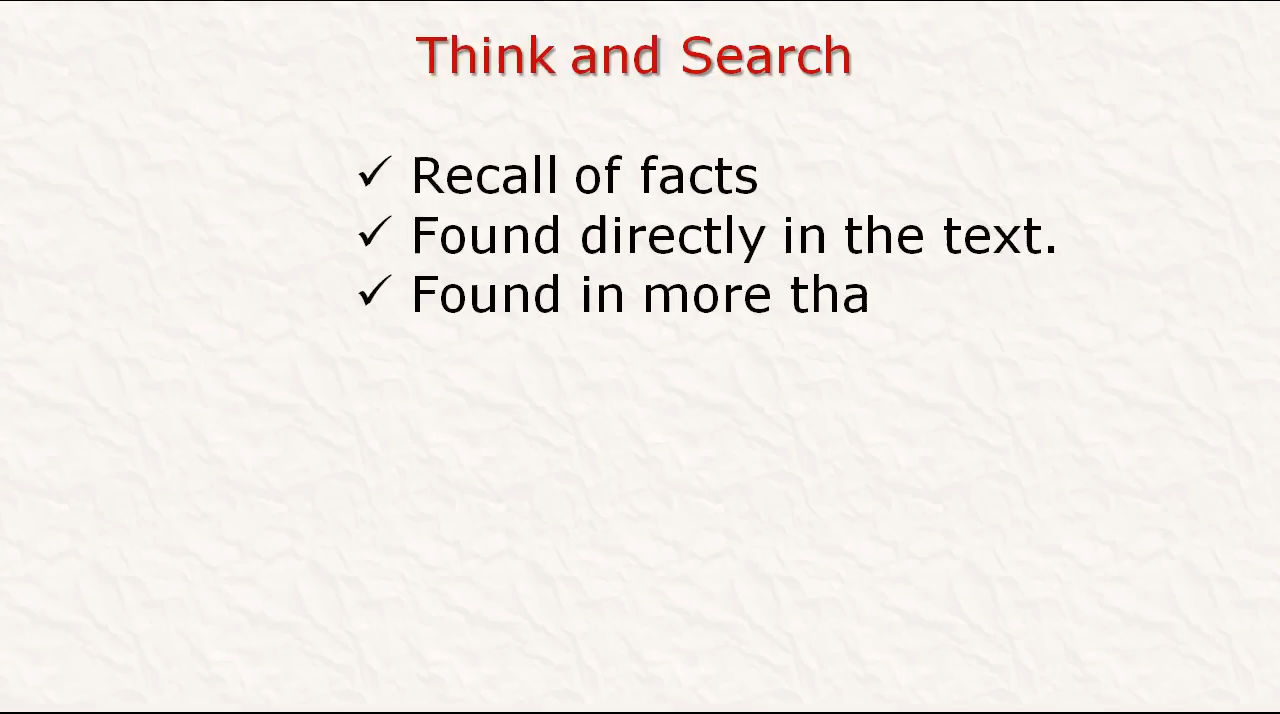 Think and Search
✓ Recall of facts
✓ Found directly in the text.
✓ Found in more tha